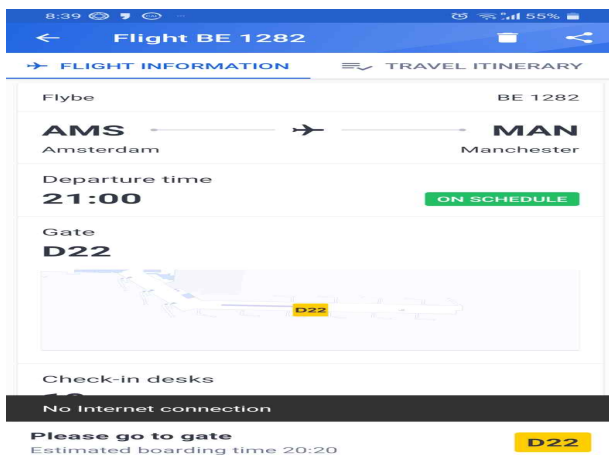 8:39 55%
Flight BE 1282
FLIGHT INFORMATION TRAVEL ITINERARY
Flybe BE 1282
AMS MAN
Amsterdam Manchester
Departure time
21:00 ON SCHEDULE
Gate
D22
D22
Check-in desks
No Internet connection
Please go to gate
Estimated boarding time 20:20 D22